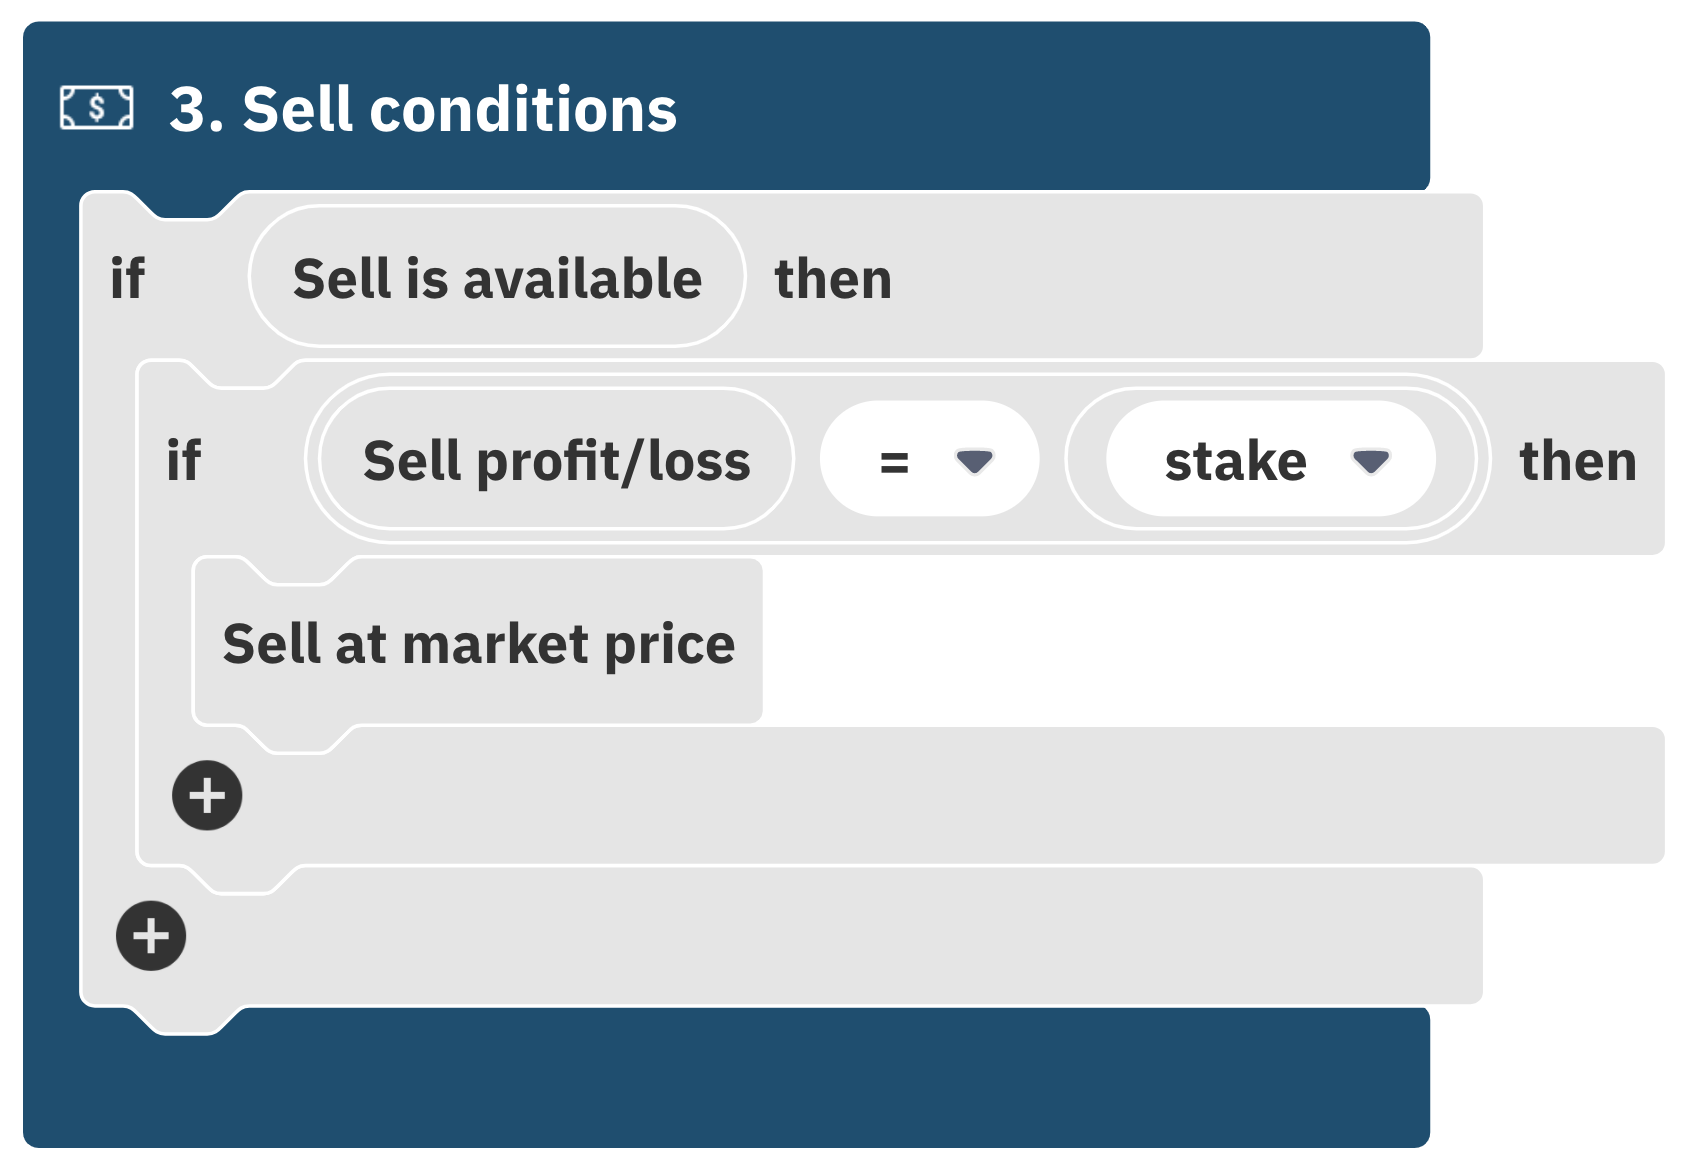 $ 3. Sell conditions
if Sell is available then
if Sell profit/loss = stake then
Sell at market price